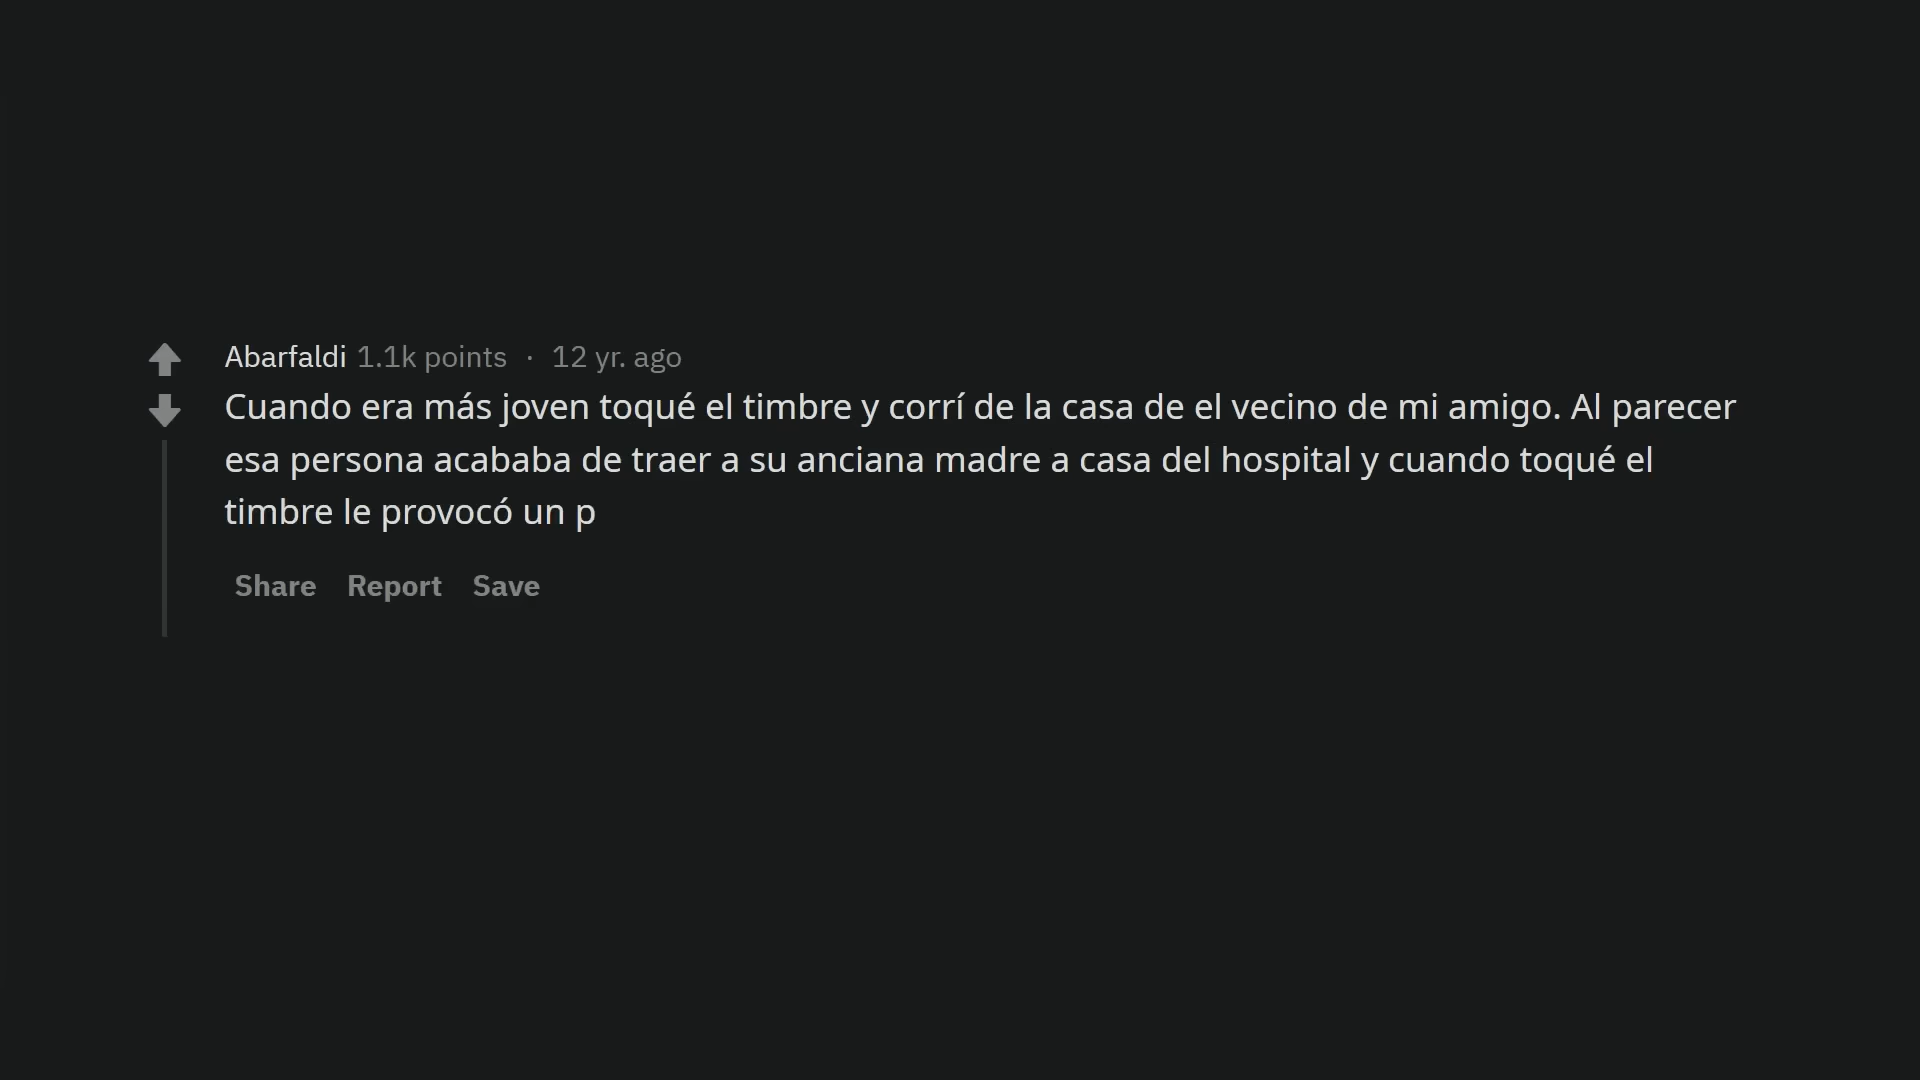 Abarfaldi 1.1k points · 12 yr. ago
Cuando era más joven toqué el timbre y corrí de la casa de el vecino de mi amigo. Al parecer
esa persona acababa de traer a su anciana madre a casa del hospital y cuando toqué el
timbre le provocó un p
Share Report Save